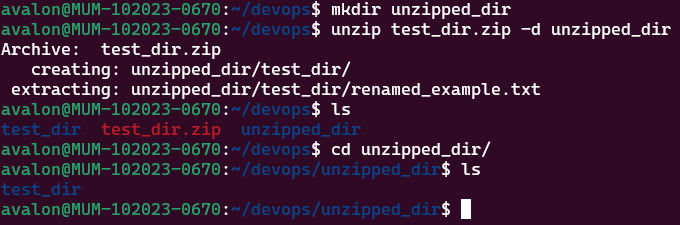 avalon@MUM-102023-0670:~/devops$ mkdir unzipped_dir
avalon@MUM-102023-0670:~/devops$ unzip test_dir.zip -d unzipped_dir
Archive:  test_dir.zip
   creating: unzipped_dir/test_dir/
 extracting: unzipped_dir/test_dir/renamed_example.txt
avalon@MUM-102023-0670:~/devops$ ls
test_dir  test_dir.zip  unzipped_dir
avalon@MUM-102023-0670:~/devops$ cd unzipped_dir/
avalon@MUM-102023-0670:~/devops/unzipped_dir$ ls
test_dir
avalon@MUM-102023-0670:~/devops/unzipped_dir$